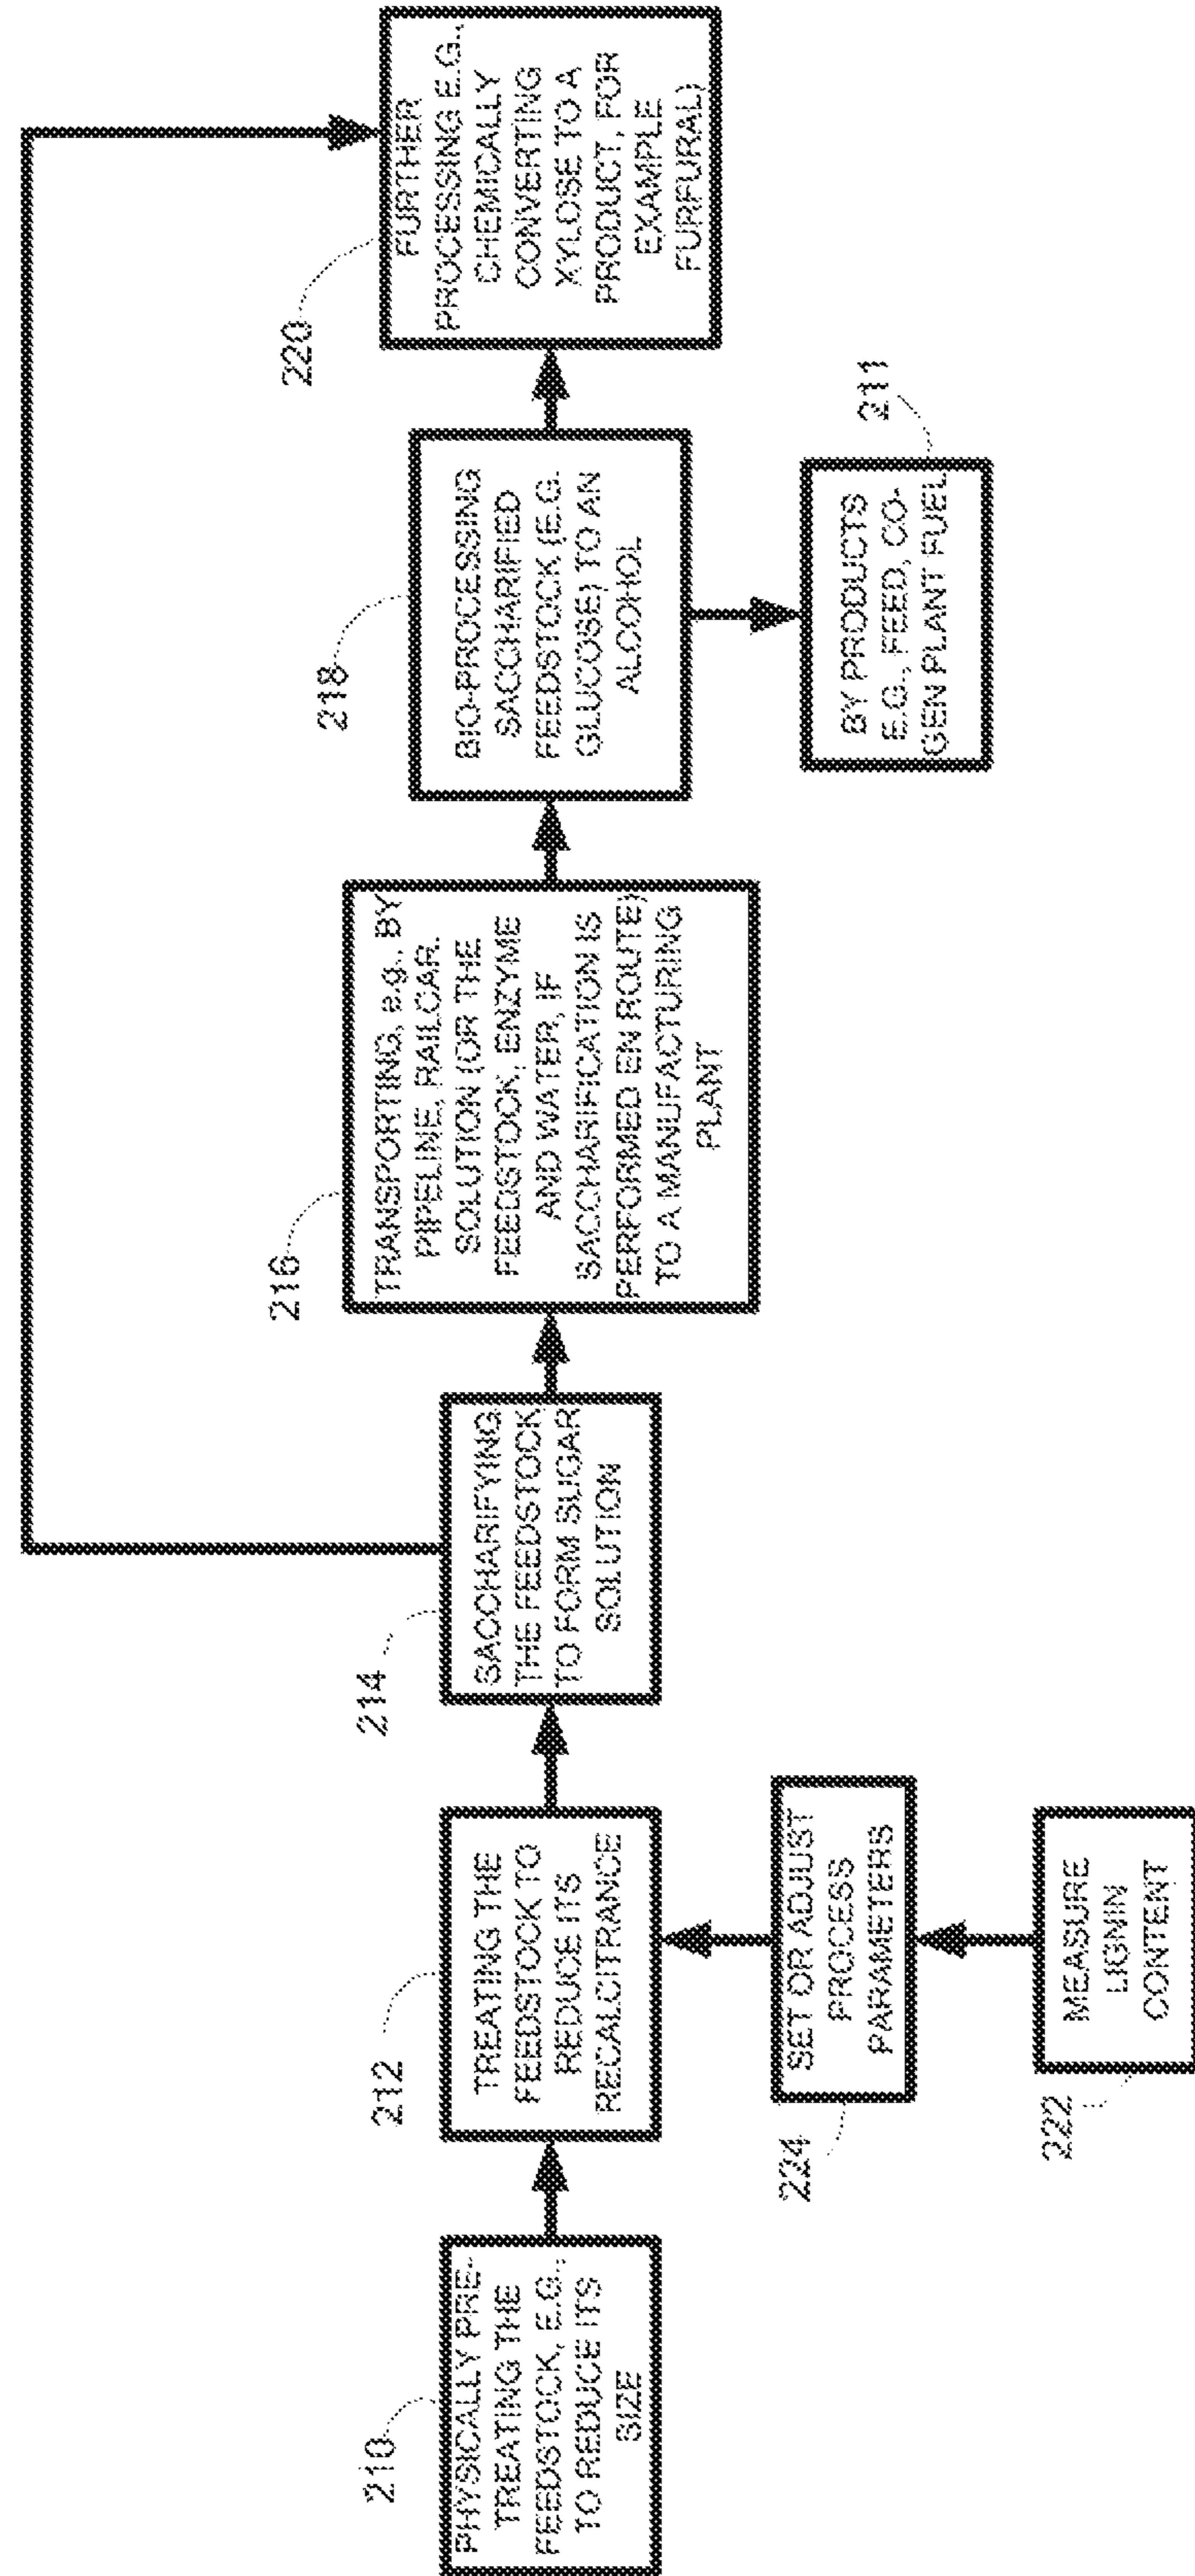 210
PHYSICALLY PRE-
TREATING THE
FEEDSTOCK, E.G.,
TO REDUCE ITS
SIZE
212
TREATING THE
FEEDSTOCK TO
REDUCE ITS
RECALCITRANCE
224
SET OR ADJUST
PROCESS
PARAMETERS
222
MEASURE
LIGNIN
CONTENT
214
SACCHARIFYING
THE FEEDSTOCK
TO FORM SUGAR
SOLUTION
216
TRANSPORTING, e.g., BY
PIPELINE, RAILCAR.
SOLUTION (OR THE
FEEDSTOCK, ENZYME
AND WATER, IF
SACCHARIFICATION IS
PERFORMED EN ROUTE)
TO A MANUFACTURING
PLANT
218
BIO-PROCESSING
SACCHARIFIED
FEEDSTOCK (E.G.
GLUCOSE) TO AN
ALCOHOL
211
BY PRODUCTS
E.G., FEED, CO-
GEN PLANT FUEL
220
FURTHER
PROCESSING E.G.,
CHEMICALLY
CONVERTING
XYLOSE TO A
PRODUCT, FOR
EXAMPLE
FURFURAL)